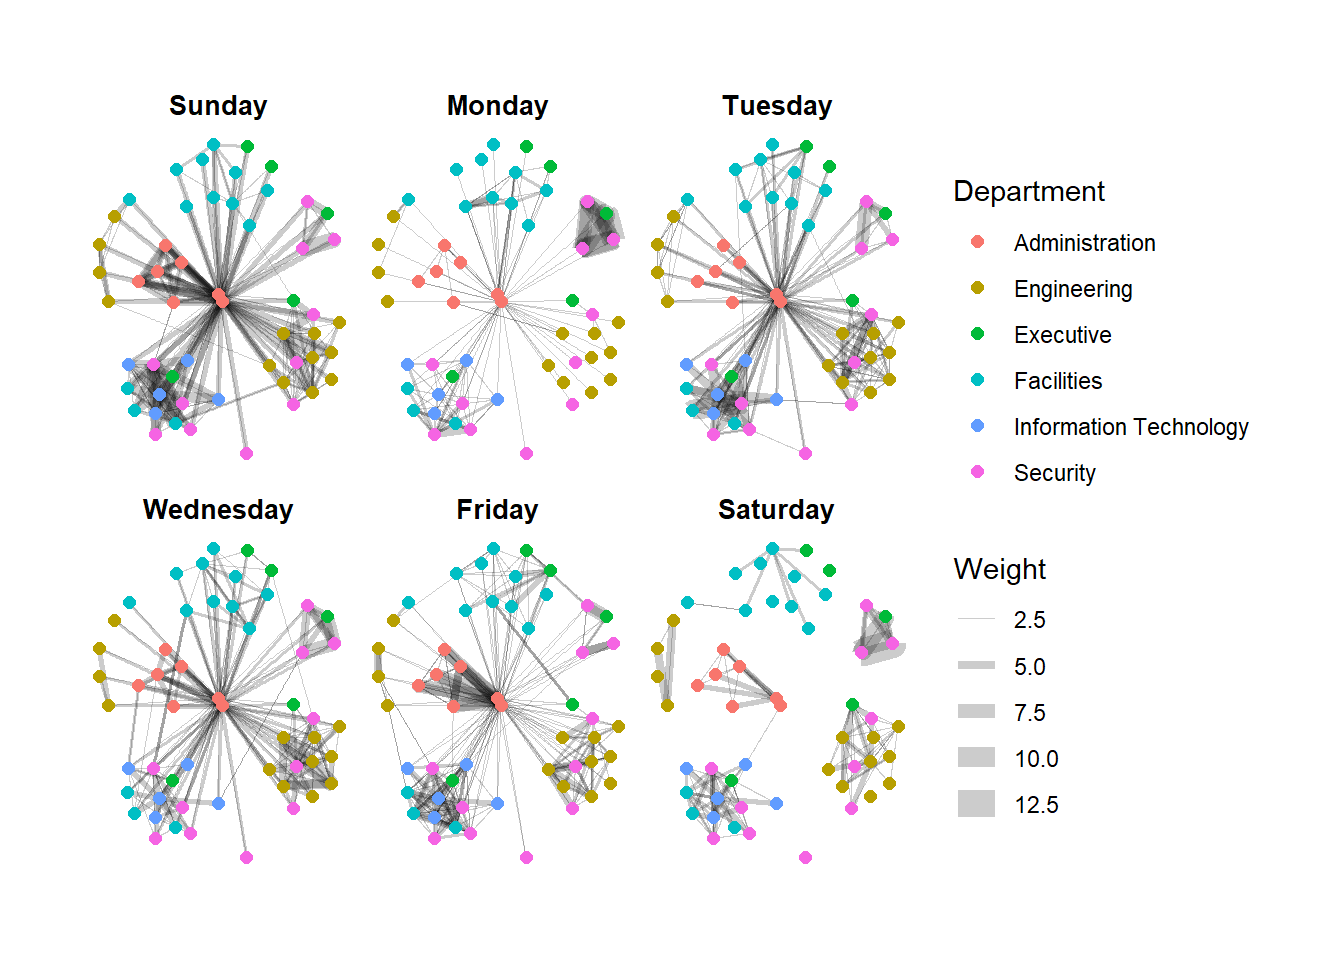 Sunday
Monday
Tuesday
Wednesday
Friday
Saturday
Department
Administration
Engineering
Executive
Facilities
Information Technology
Security
Weight
2.5
5.0
7.5
10.0
12.5